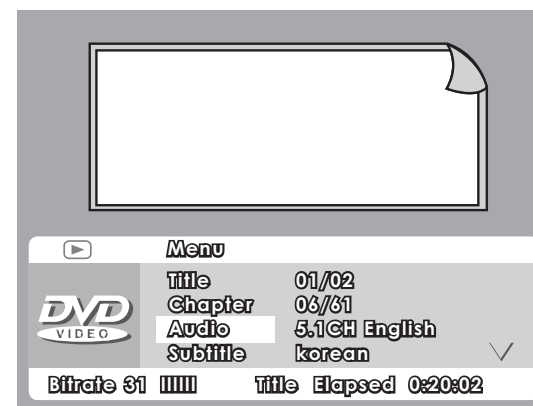 Menu
Title 01/02
Chapter 06/61
DVD
VIDEO
Audio 5.1CH English
Subtitle korean
Bitrate 31 Title Elapsed 0:20:02